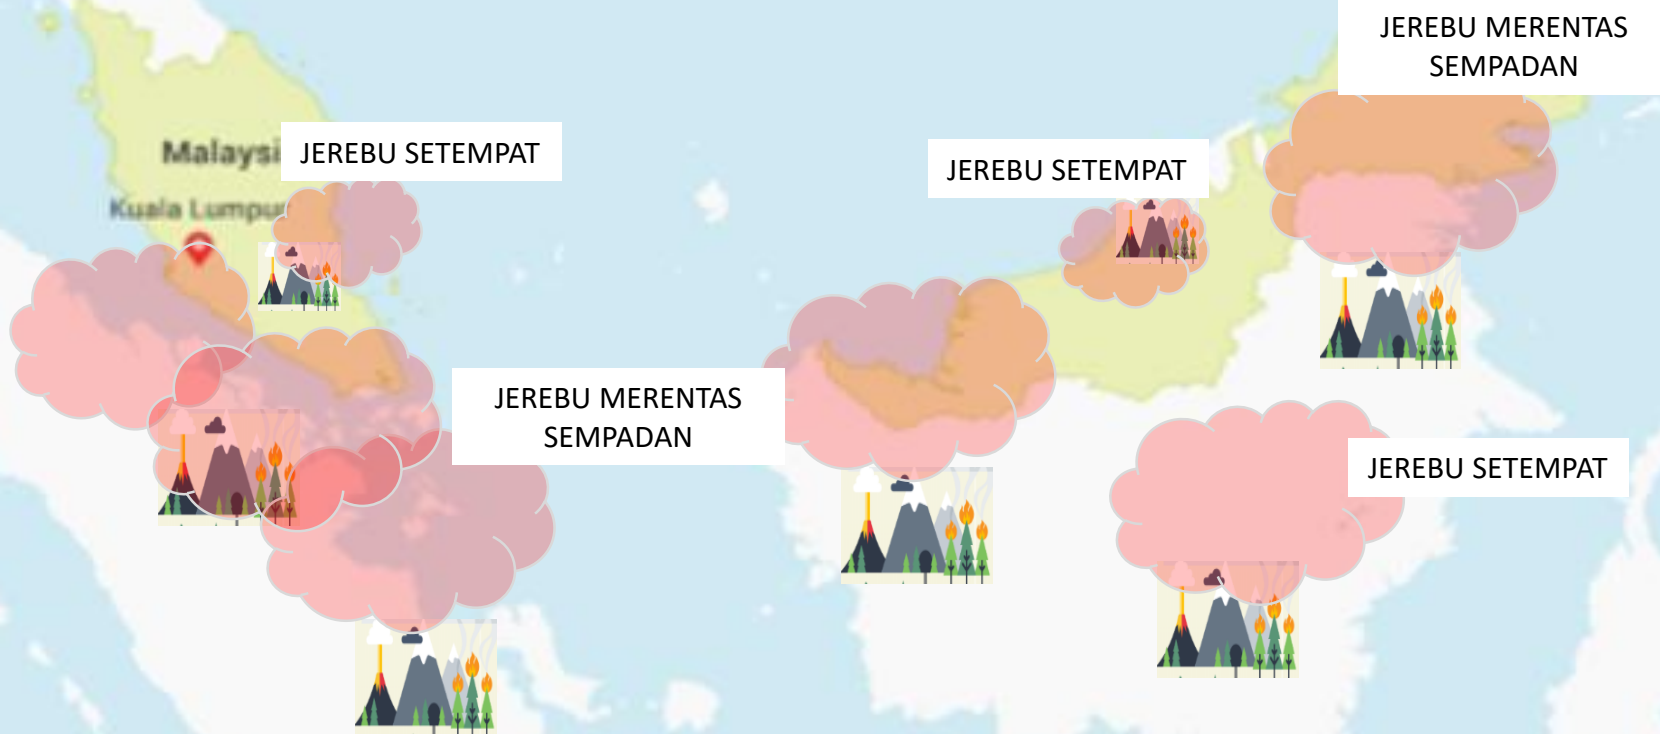 JEREBU MERENTAS
SEMPADAN
Malaysi
JEREBU SETEMPAT
JEREBU SETEMPAT
Kuala Lumpur
JEREBU MERENTAS
SEMPADAN
JEREBU SETEMPAT